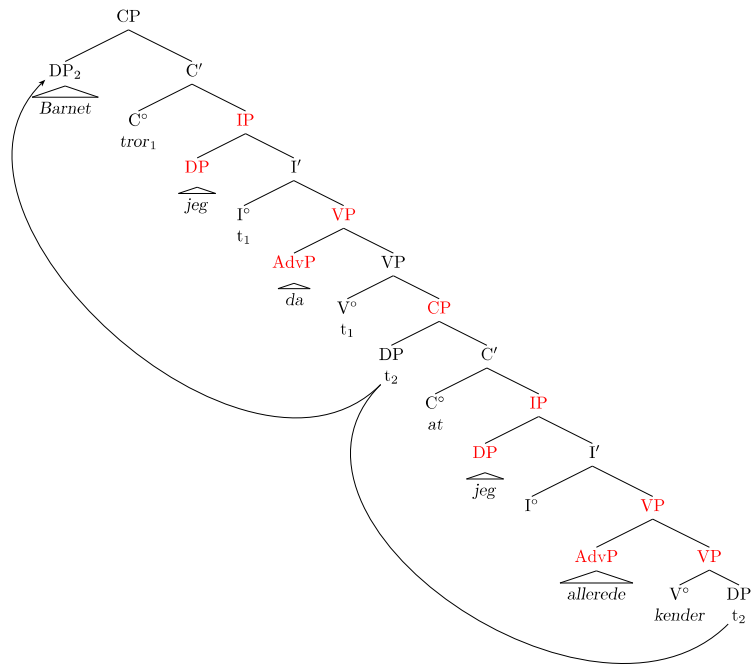 CP
DP₂ C′
Barnet C° IP
tror₁ DP I′
jeg I° VP
t₁ AdvP VP
da V° CP
t₁ DP C′
t₂ C° IP
at DP I′
jeg I° VP
AdvP VP
allerede V° DP
kender t₂